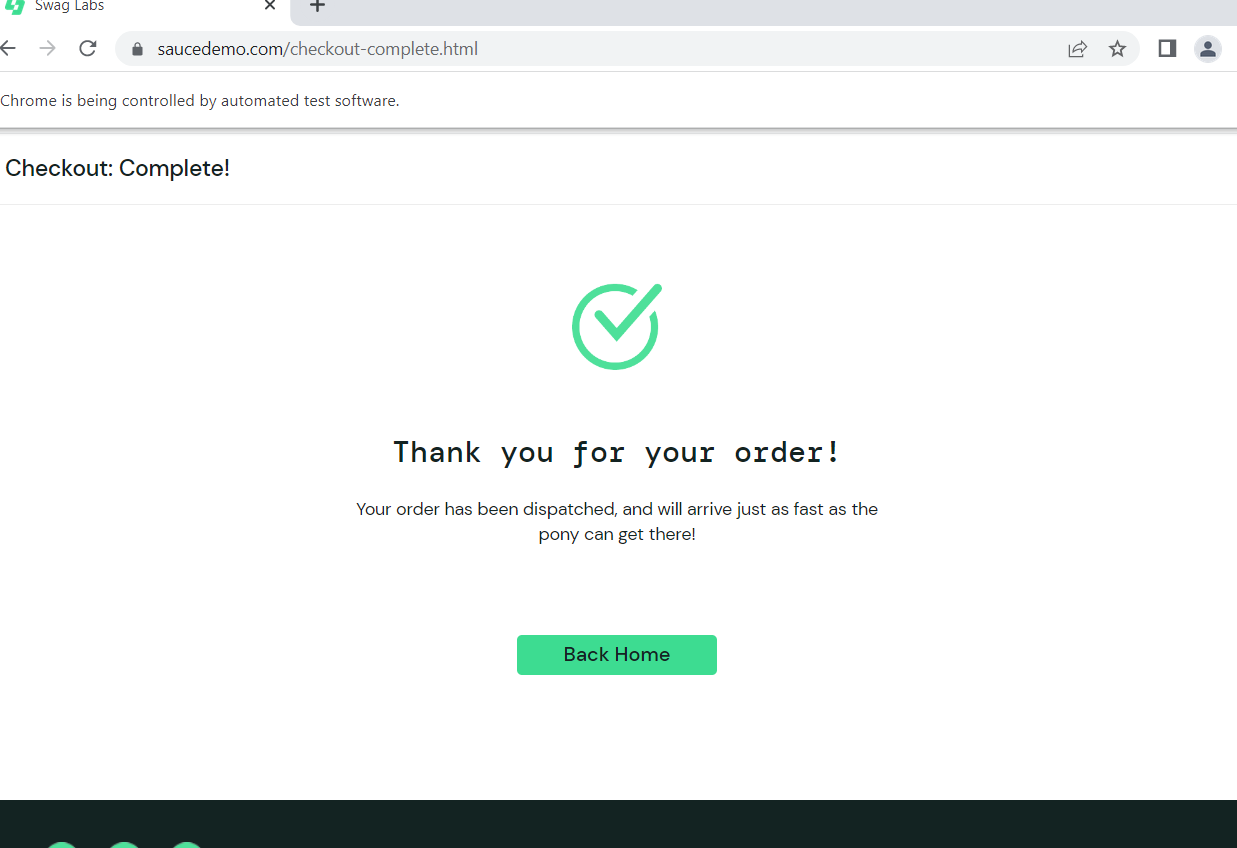 Swag Labs
saucedemo.com/checkout-complete.html
Chrome is being controlled by automated test software.
Checkout: Complete!
Thank you for your order!
Your order has been dispatched, and will arrive just as fast as the
pony can get there!
Back Home